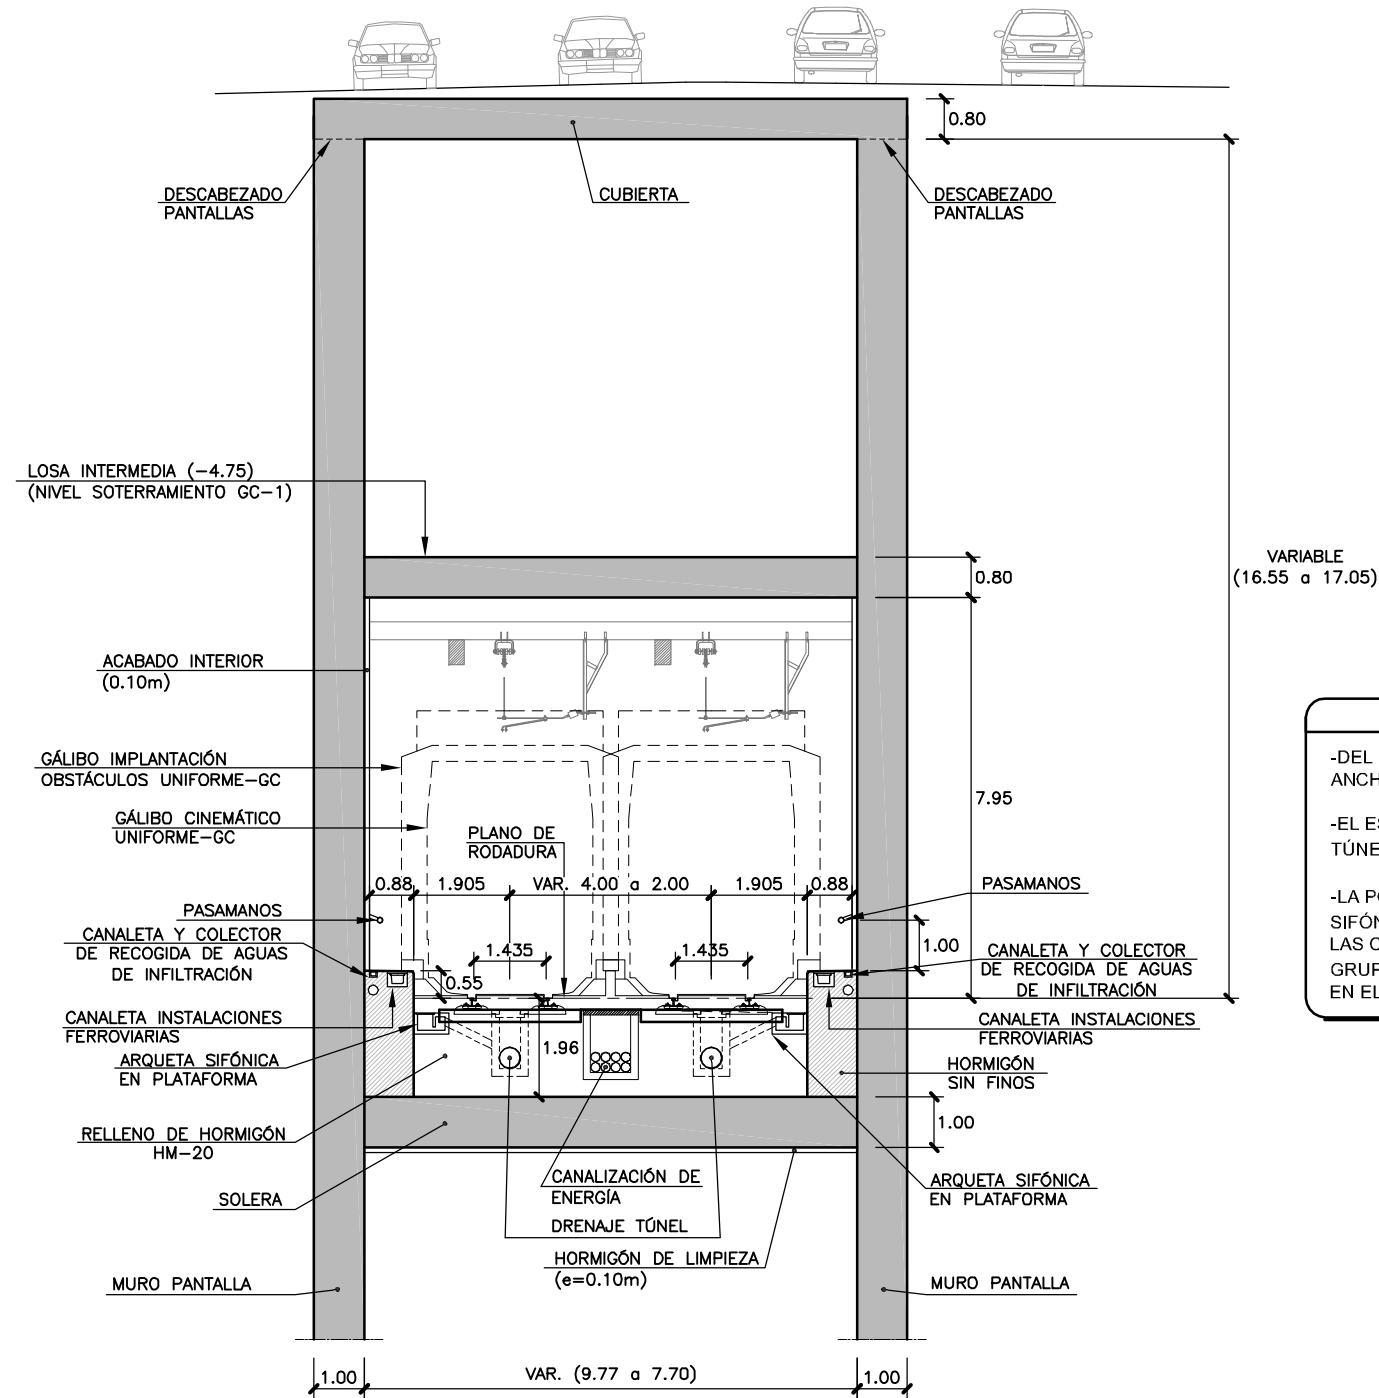 0.80
DESCABEZADO
PANTALLAS
CUBIERTA
DESCABEZADO
PANTALLAS
LOSA INTERMEDIA (-4.75)
(NIVEL SOTERRAMIENTO GC-1)
0.80
VARIABLE
(16.55 a 17.05)
ACABADO INTERIOR
(0.10m)
GÁLIBO IMPLANTACIÓN
OBSTÁCULOS UNIFORME-GC
7.95
GÁLIBO CINEMÁTICO
UNIFORME-GC
PLANO DE
RODADURA
0.88 1.905 VAR. 4.00 a 2.00 1.905 0.88
PASAMANOS
PASAMANOS
CANALETA Y COLECTOR
DE RECOGIDA DE AGUAS
DE INFILTRACIÓN
1.435 1.435
1.00
CANALETA Y COLECTOR
DE RECOGIDA DE AGUAS
DE INFILTRACIÓN
0.55
CANALETA INSTALACIONES
FERROVIARIAS
CANALETA INSTALACIONES
FERROVIARIAS
ARQUETA SIFÓNICA
EN PLATAFORMA
1.96
HORMIGÓN
SIN FINOS
RELLENO DE HORMIGÓN
HM-20
1.00
SOLERA
CANALIZACIÓN DE
ENERGÍA
ARQUETA SIFÓNICA
EN PLATAFORMA
DRENAJE TÚNEL
HORMIGÓN DE LIMPIEZA
(e=0.10m)
MURO PANTALLA
MURO PANTALLA
1.00 VAR. (9.77 a 7.70) 1.00
-DEL
ANCH
-EL ES
TÚNE
-LA PO
SIFÓN
LAS C
GRUP
EN EL